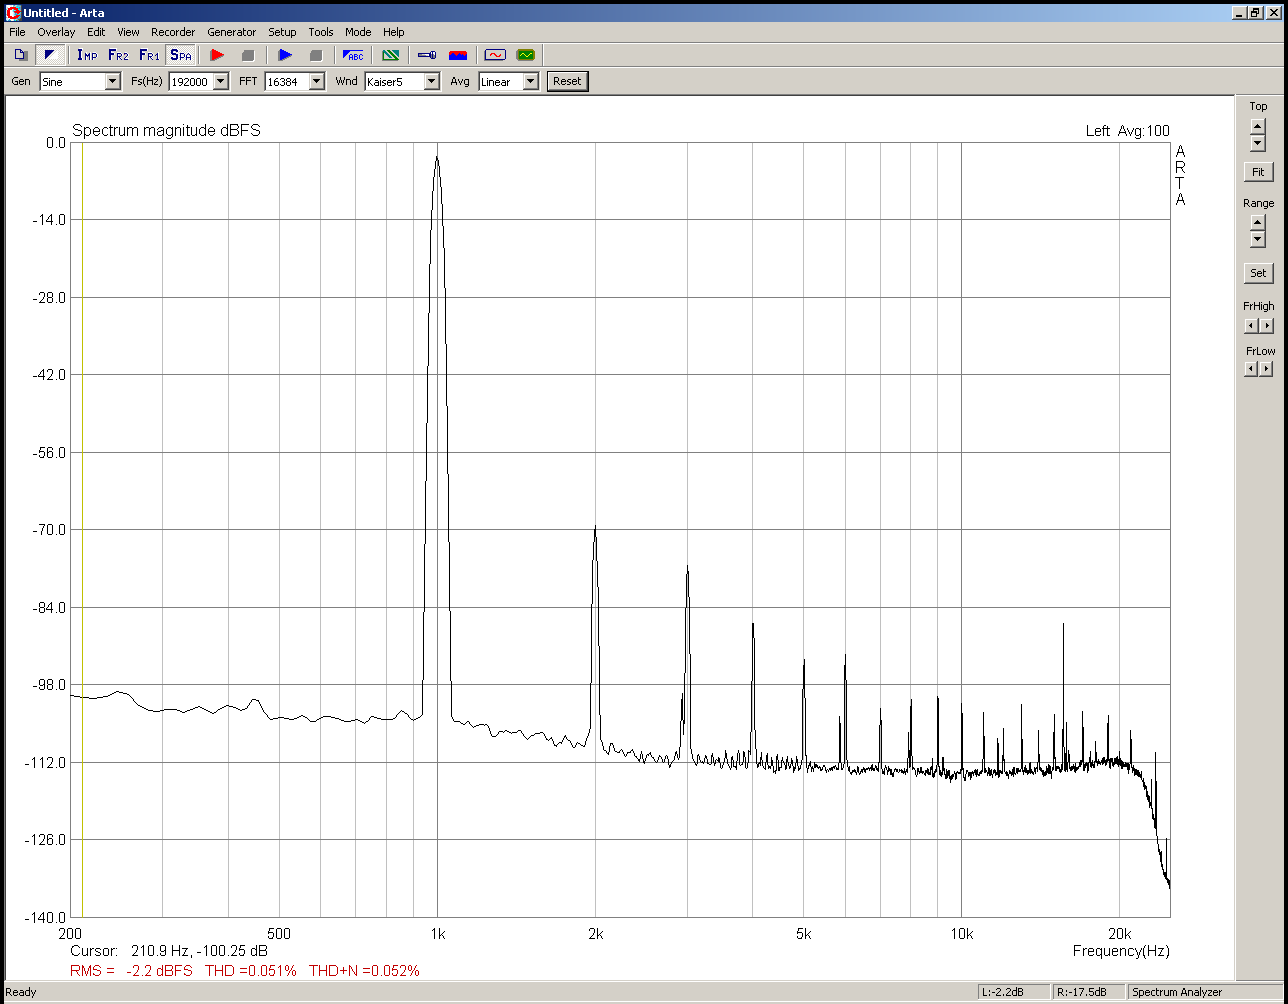 Untitled - Arta
File Overlay Edit View Recorder Generator Setup Tools Mode Help
IMP FR2 FR1 SPA ABC
Gen Sine Fs(Hz) 192000 FFT 16384 Wnd Kaiser5 Avg Linear Reset
Spectrum magnitude dBFS
Left Avg:100
A
R
T
A
0.0
-14.0
-28.0
-42.0
-56.0
-70.0
-84.0
-98.0
-112.0
-126.0
-140.0
200 500 1k 2k 5k 10k 20k
Cursor: 210.9 Hz, -100.25 dB
Frequency(Hz)
RMS = -2.2 dBFS THD =0.051% THD+N =0.052%
Top
Fit
Range
Set
FrHigh
FrLow
Ready
L:-2.2dB
R:-17.5dB
Spectrum Analyzer